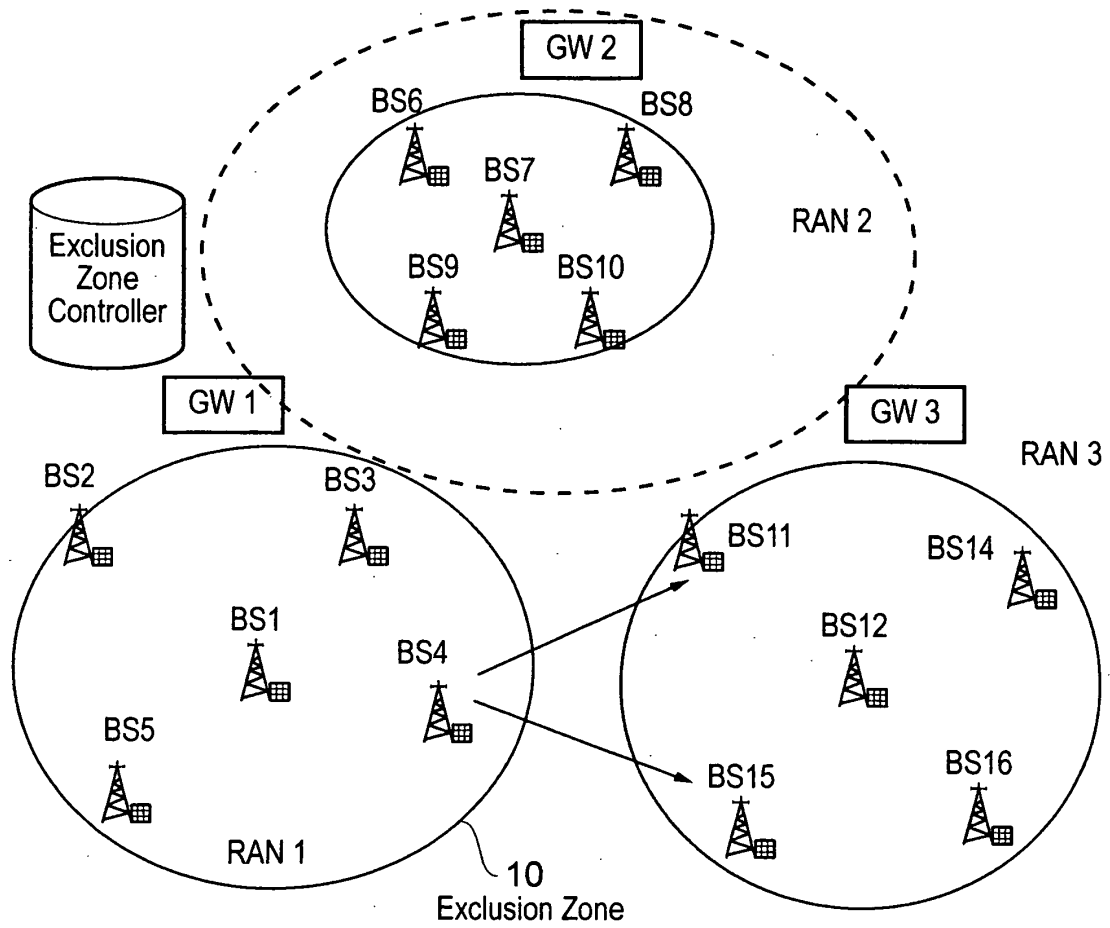 GW 2
BS6
BS8
BS7
RAN 2
Exclusion
Zone
Controller
BS9
BS10
GW 1
GW 3
RAN 3
BS2
BS3
BS11
BS14
BS1
BS4
BS12
BS5
BS15
BS16
RAN 1
10
Exclusion Zone